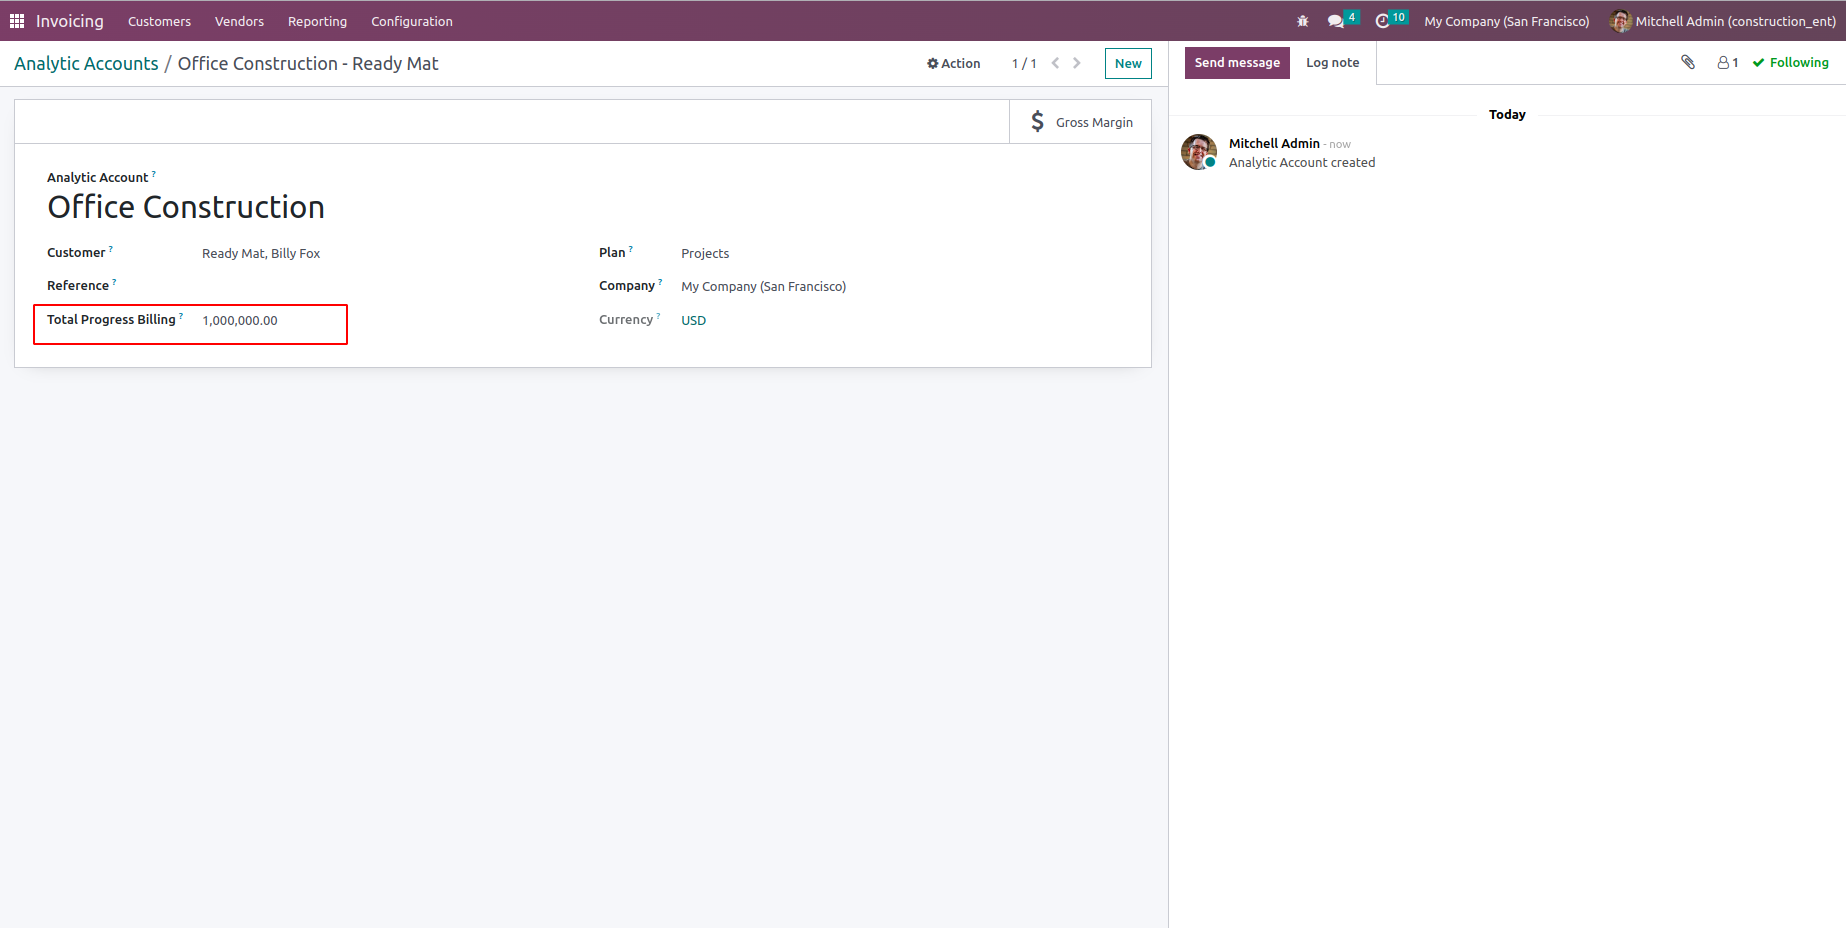 Invoicing Customers Vendors Reporting Configuration 4 10 My Company (San Francisco) Mitchell Admin (construction_ent)
Analytic Accounts / Office Construction - Ready Mat Action 1 / 1 New
Send message Log note 1 Following
Gross Margin
Analytic Account ?
Office Construction
Customer ? Ready Mat, Billy Fox Plan ? Projects
Reference ? Company ? My Company (San Francisco)
Total Progress Billing ? 1,000,000.00 Currency ? USD
Today
Mitchell Admin - now
Analytic Account created